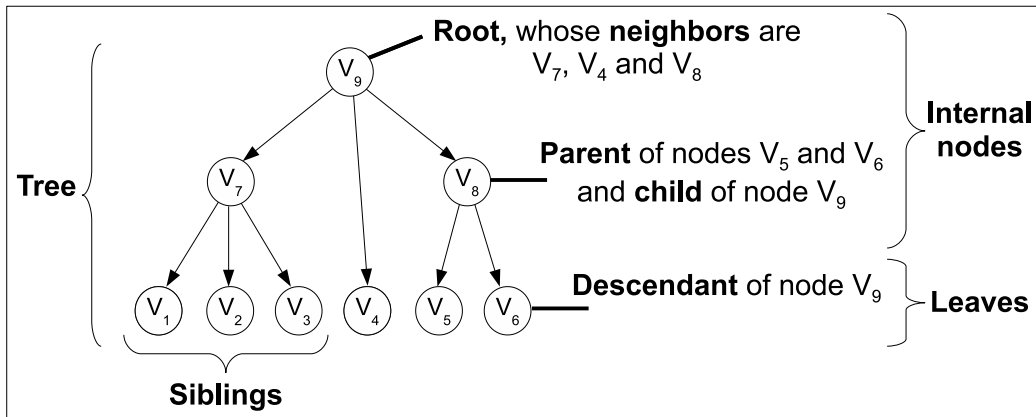 Root, whose neighbors are
V7, V4 and V8
V9
Internal
nodes
Parent of nodes V5 and V6
and child of node V9
Tree
V7
V8
Descendant of node V9
Leaves
V1 V2 V3 V4 V5 V6
Siblings